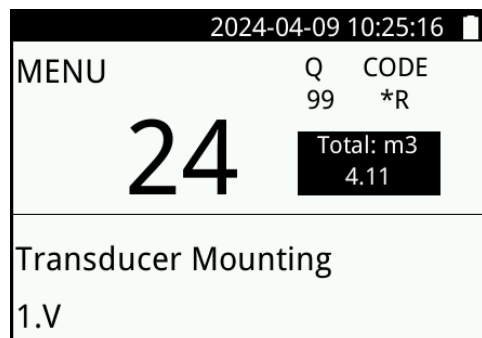 2024-04-09 10:25:16
MENU
Q CODE
99 *R
24
Total: m3
4.11
Transducer Mounting
1.V